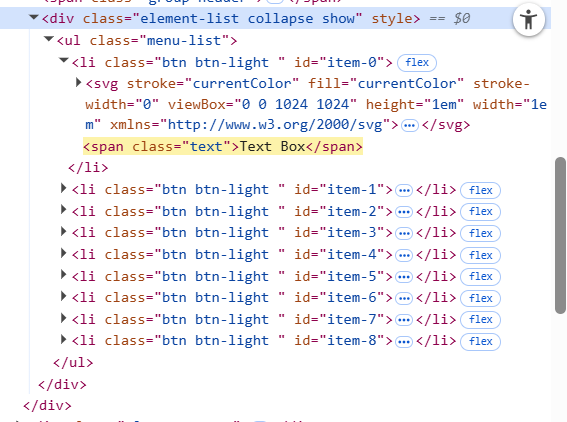 <div class="element-list collapse show" style> == $0
<ul class="menu-list">
<li class="btn btn-light " id="item-0"> flex
<svg stroke="currentColor" fill="currentColor" stroke-
width="0" viewBox="0 0 1024 1024" height="1em" width="1e
m" xmlns="http://www.w3.org/2000/svg"> … </svg>
<span class="text">Text Box</span>
</li>
<li class="btn btn-light " id="item-1"> … </li> flex
<li class="btn btn-light " id="item-2"> … </li> flex
<li class="btn btn-light " id="item-3"> … </li> flex
<li class="btn btn-light " id="item-4"> … </li> flex
<li class="btn btn-light " id="item-5"> … </li> flex
<li class="btn btn-light " id="item-6"> … </li> flex
<li class="btn btn-light " id="item-7"> … </li> flex
<li class="btn btn-light " id="item-8"> … </li> flex
</ul>
</div>
</div>